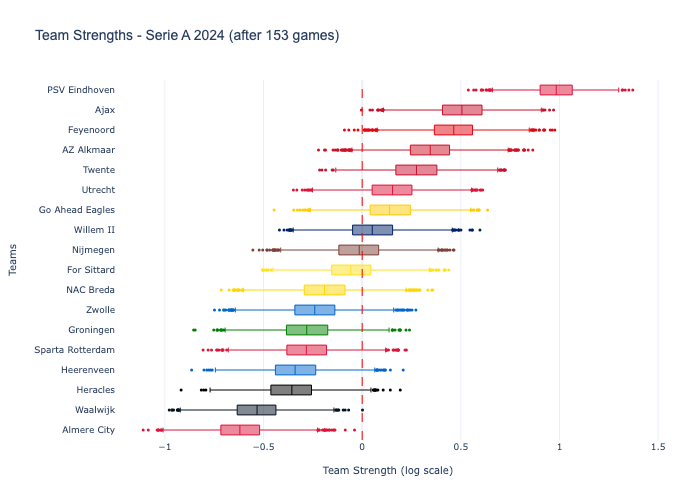 Team Strengths - Serie A 2024 (after 153 games)
Teams
PSV Eindhoven
Ajax
Feyenoord
AZ Alkmaar
Twente
Utrecht
Go Ahead Eagles
Willem II
Nijmegen
For Sittard
NAC Breda
Zwolle
Groningen
Sparta Rotterdam
Heerenveen
Heracles
Waalwijk
Almere City
−1 −0.5 0 0.5 1 1.5
Team Strength (log scale)